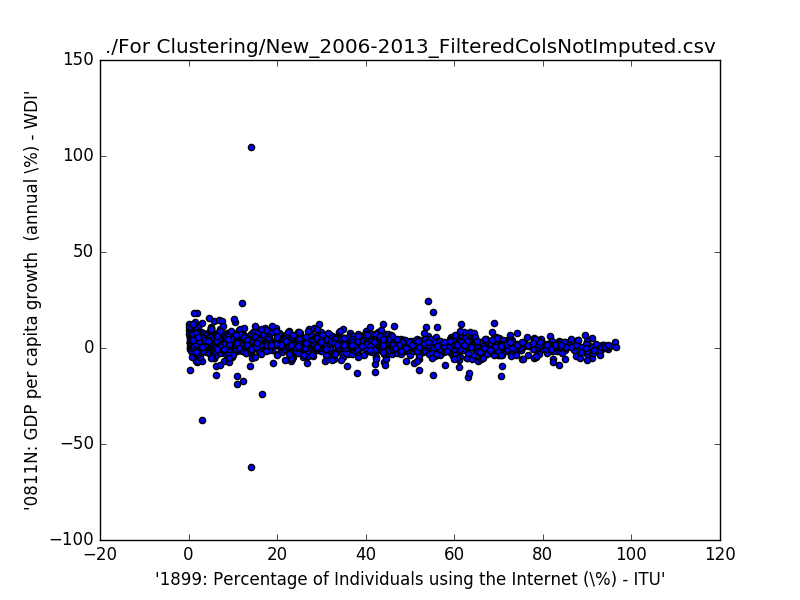 ./For Clustering/New_2006-2013_FilteredColsNotImputed.csv
'0811N: GDP per capita growth  (annual \%) - WDI'
150
100
50
0
−50
−100
−20 0 20 40 60 80 100 120
'1899: Percentage of Individuals using the Internet (\%) - ITU'